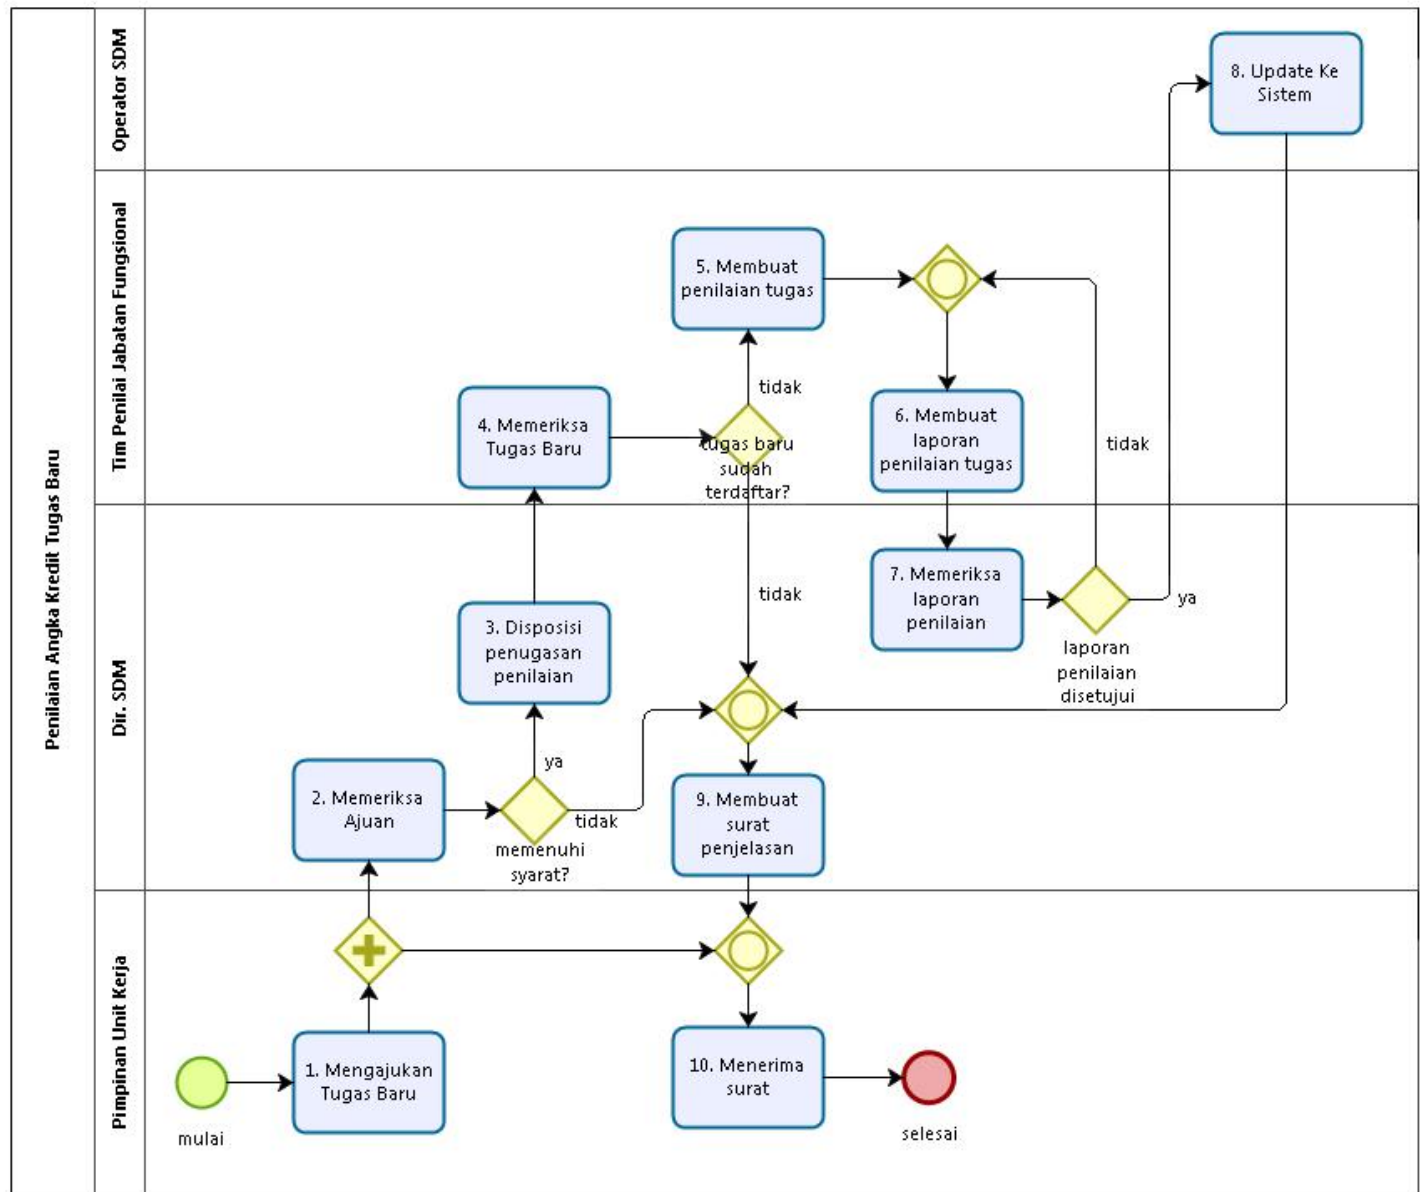 Penilaian Angka Kredit Tugas Baru
Operator SDM
8. Update Ke
Sistem
Tim Penilai Jabatan Fungsional
5. Membuat
penilaian tugas
tidak
4. Memeriksa
Tugas Baru
tugas baru
sudah
terdaftar?
6. Membuat
laporan
penilaian tugas
tidak
Dir. SDM
tidak
7. Memeriksa
laporan
penilaian
ya
laporan
penilaian
disetujui
3. Disposisi
penugasan
penilaian
ya
2. Memeriksa
Ajuan
tidak
memenuhi
syarat?
9. Membuat
surat
penjelasan
Pimpinan Unit Kerja
mulai
1. Mengajukan
Tugas Baru
10. Menerima
surat
selesai